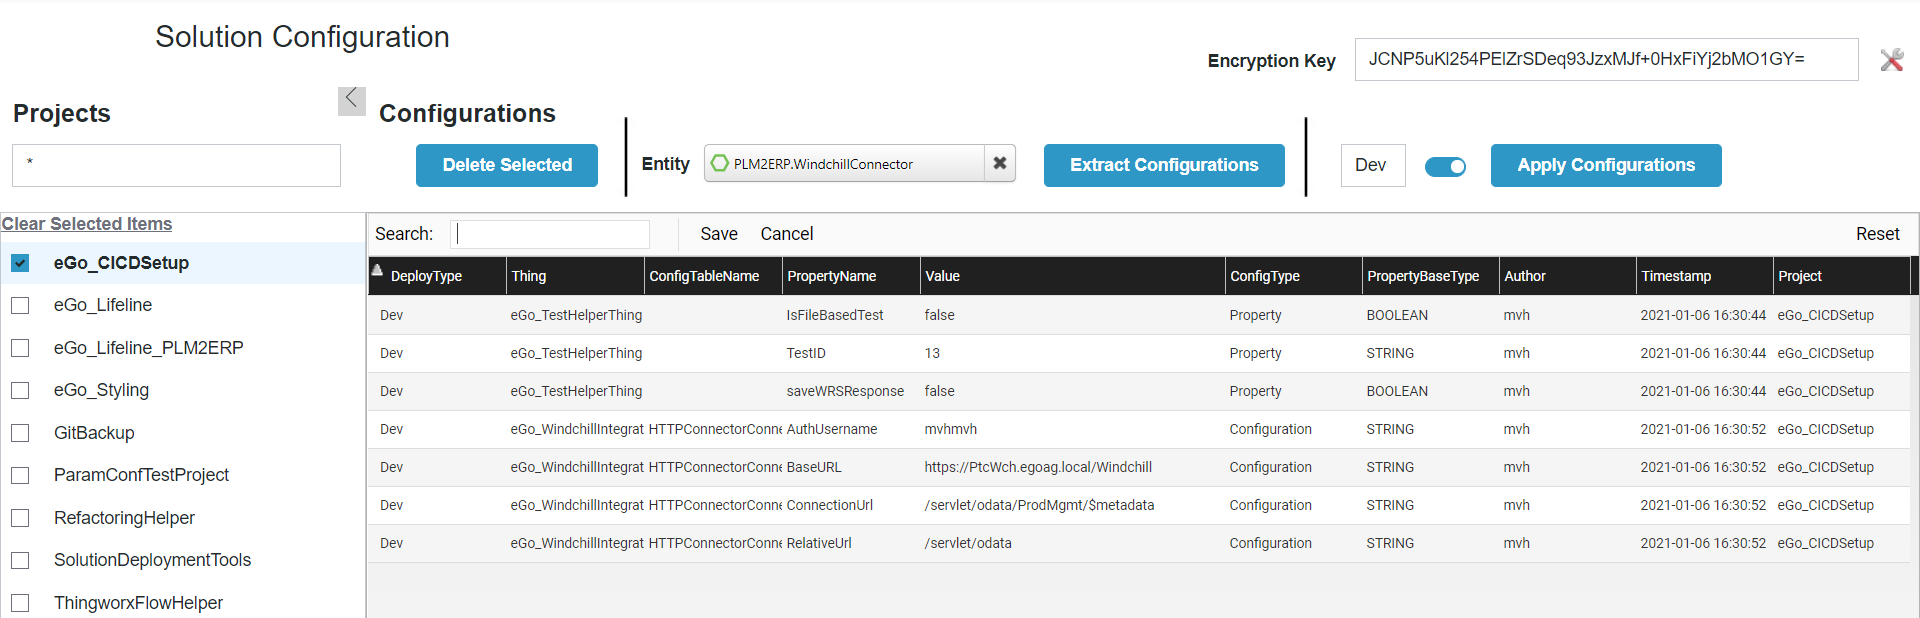 Solution Configuration
Encryption Key JCNP5uKl254PElZrSDeq93JzxMJf+0HxFiYj2bMO1GY=
Projects
Configurations
*
Delete Selected
Entity PLM2ERP.WindchillConnector
Extract Configurations
Dev
Apply Configurations
Clear Selected Items
eGo_CICDSetup
eGo_Lifeline
eGo_Lifeline_PLM2ERP
eGo_Styling
GitBackup
ParamConfTestProject
RefactoringHelper
SolutionDeploymentTools
ThingworxFlowHelper
Search: Save Cancel Reset
DeployType Thing ConfigTableName PropertyName Value ConfigType PropertyBaseType Author Timestamp Project
Dev eGo_TestHelperThing IsFileBasedTest false Property BOOLEAN mvh 2021-01-06 16:30:44 eGo_CICDSetup
Dev eGo_TestHelperThing TestID 13 Property STRING mvh 2021-01-06 16:30:44 eGo_CICDSetup
Dev eGo_TestHelperThing saveWRSResponse false Property BOOLEAN mvh 2021-01-06 16:30:44 eGo_CICDSetup
Dev eGo_WindchillIntegrat HTTPConnectorConne AuthUsername mvhmvh Configuration STRING mvh 2021-01-06 16:30:52 eGo_CICDSetup
Dev eGo_WindchillIntegrat HTTPConnectorConne BaseURL https://PtcWch.egoag.local/Windchill Configuration STRING mvh 2021-01-06 16:30:52 eGo_CICDSetup
Dev eGo_WindchillIntegrat HTTPConnectorConne ConnectionUrl /servlet/odata/ProdMgmt/$metadata Configuration STRING mvh 2021-01-06 16:30:52 eGo_CICDSetup
Dev eGo_WindchillIntegrat HTTPConnectorConne RelativeUrl /servlet/odata Configuration STRING mvh 2021-01-06 16:30:52 eGo_CICDSetup